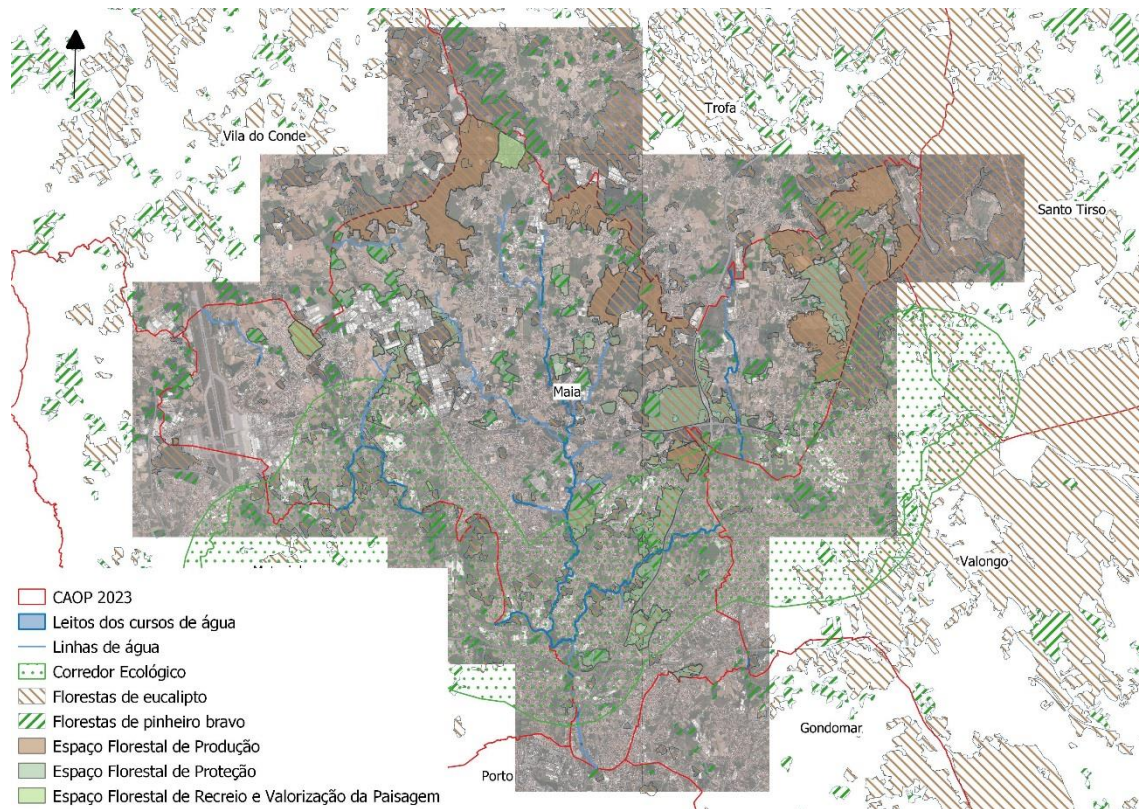 Trofa
Vila do Conde
Santo Tirso
Maia
Valongo
Gondomar
Porto
CAOP 2023
Leitos dos cursos de água
Linhas de água
Corredor Ecológico
Florestas de eucalipto
Florestas de pinheiro bravo
Espaço Florestal de Produção
Espaço Florestal de Proteção
Espaço Florestal de Recreio e Valorização da Paisagem